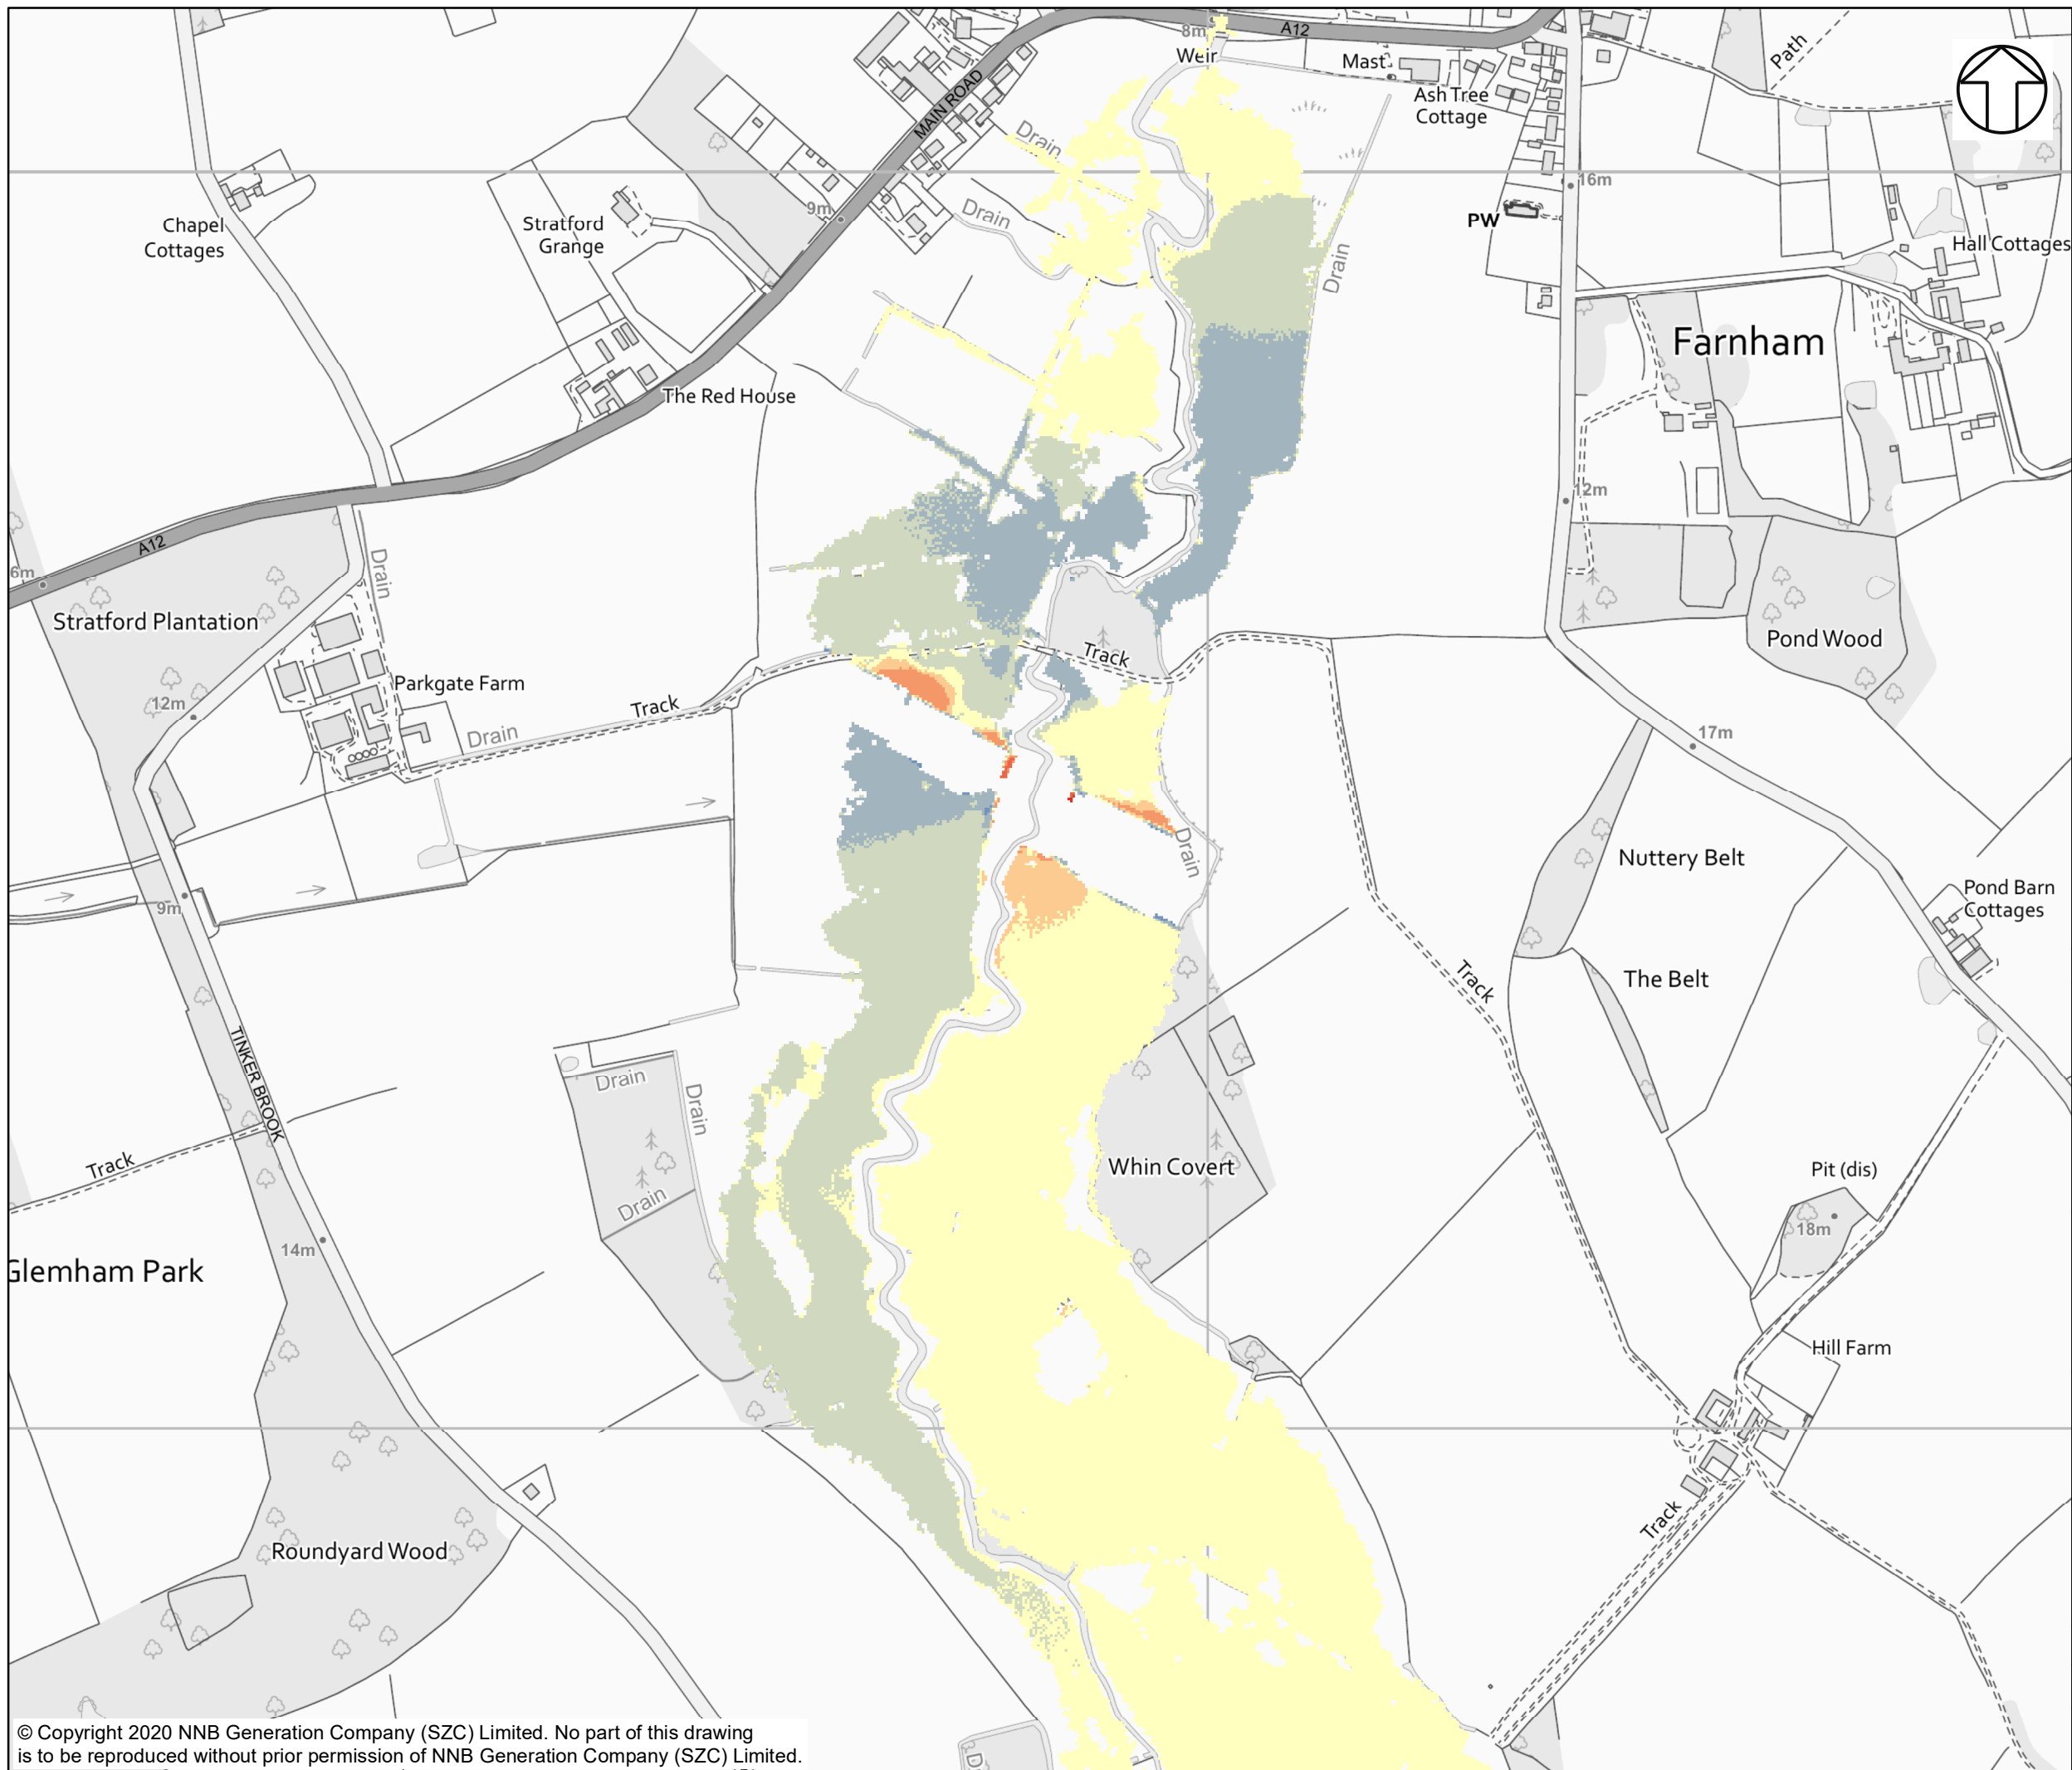 8m
A12
Weir
Mast
Path
Ash Tree
Cottage
MAIN ROAD
Drain
16m
9m
Drain
PW
Chapel
Cottages
Stratford
Grange
Drain
Hall Cottages
Farnham
The Red House
12m
A12
6m
Drain
Stratford Plantation
Pond Wood
Track
Parkgate Farm
12m
Track
Drain
17m
Drain
Nuttery Belt
9m
Pond Barn
Cottages
Track
The Belt
TINKER BROOK
Drain
Drain
Track
Whin Covert
Pit (dis)
Drain
18m
14m
Glemham Park
Hill Farm
Track
Roundyard Wood
© Copyright 2020 NNB Generation Company (SZC) Limited. No part of this drawing
is to be reproduced without prior permission of NNB Generation Company (SZC) Limited.